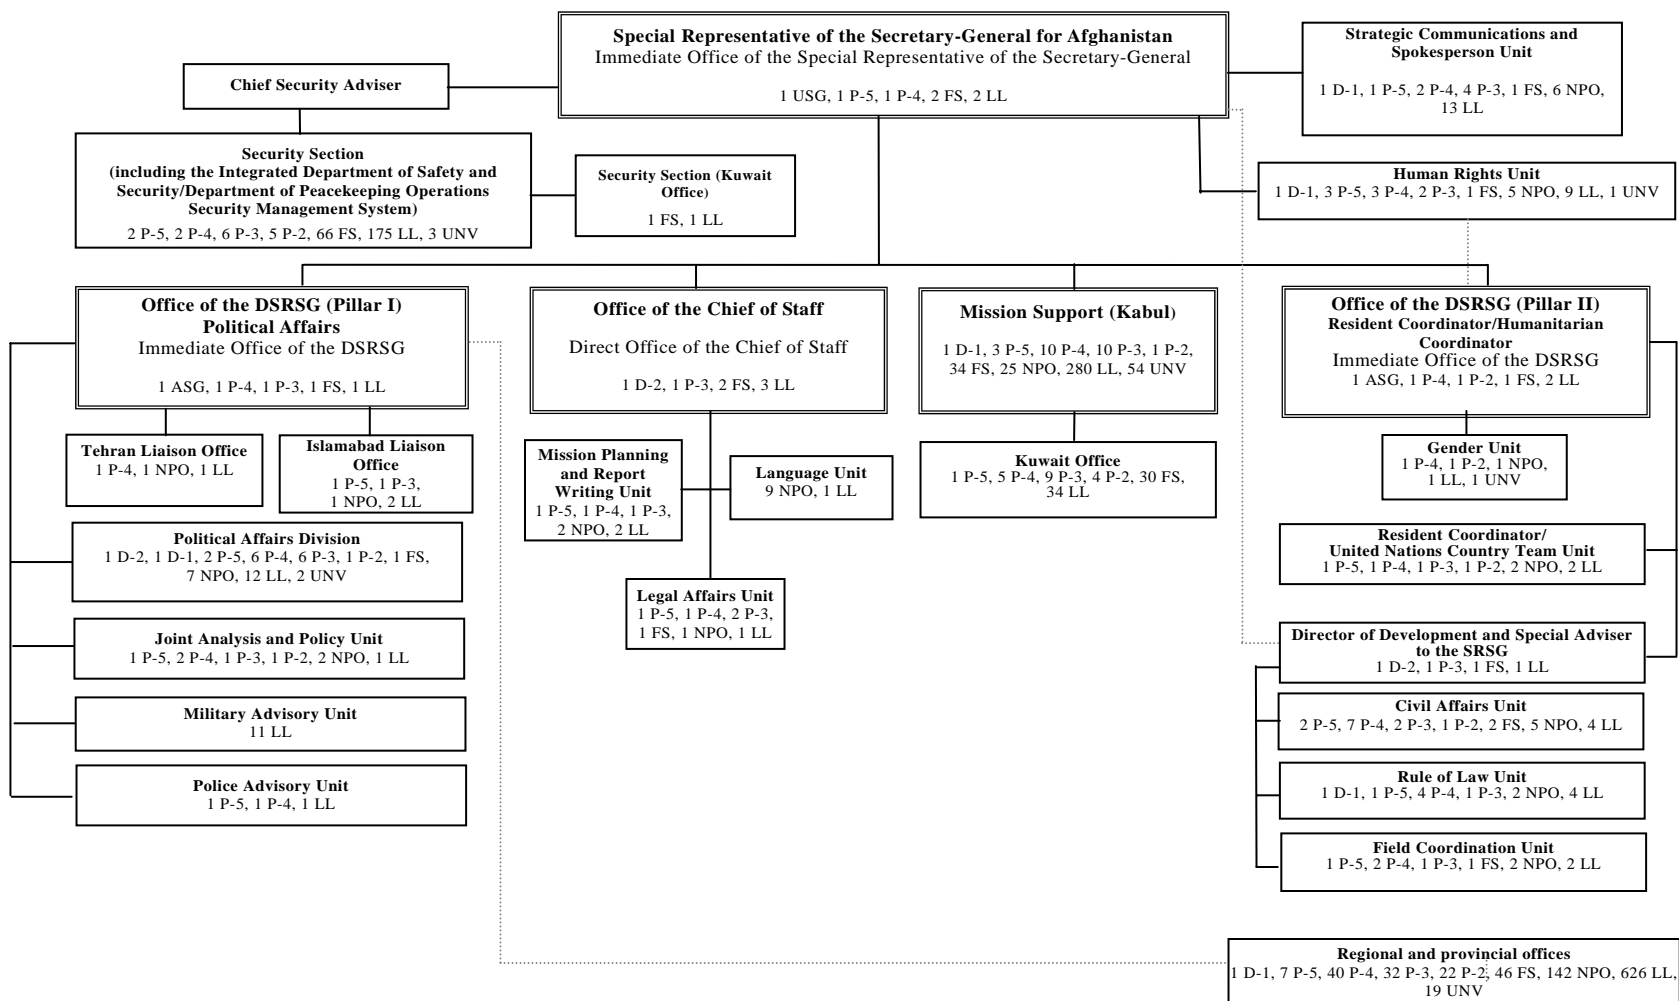 Special Representative of the Secretary-General for Afghanistan
Immediate Office of the Special Representative of the Secretary-General
1 USG, 1 P-5, 1 P-4, 2 FS, 2 LL
Strategic Communications and
Spokesperson Unit
1 D-1, 1 P-5, 2 P-4, 4 P-3, 1 FS, 6 NPO,
13 LL
Chief Security Adviser
Security Section
(including the Integrated Department of Safety and
Security/Department of Peacekeeping Operations
Security Management System)
2 P-5, 2 P-4, 6 P-3, 5 P-2, 66 FS, 175 LL, 3 UNV
Security Section (Kuwait
Office)
1 FS, 1 LL
Human Rights Unit
1 D-1, 3 P-5, 3 P-4, 2 P-3, 1 FS, 5 NPO, 9 LL, 1 UNV
Office of the DSRSG (Pillar I)
Political Affairs
Immediate Office of the DSRSG
1 ASG, 1 P-4, 1 P-3, 1 FS, 1 LL
Office of the Chief of Staff
Direct Office of the Chief of Staff
1 D-2, 1 P-3, 2 FS, 3 LL
Mission Support (Kabul)
1 D-1, 3 P-5, 10 P-4, 10 P-3, 1 P-2,
34 FS, 25 NPO, 280 LL, 54 UNV
Office of the DSRSG (Pillar II)
Resident Coordinator/Humanitarian
Coordinator
Immediate Office of the DSRSG
1 ASG, 1 P-4, 1 P-2, 1 FS, 2 LL
Tehran Liaison Office
1 P-4, 1 NPO, 1 LL
Islamabad Liaison
Office
1 P-5, 1 P-3,
1 NPO, 2 LL
Mission Planning
and Report
Writing Unit
1 P-5, 1 P-4, 1 P-3,
2 NPO, 2 LL
Language Unit
9 NPO, 1 LL
Kuwait Office
1 P-5, 5 P-4, 9 P-3, 4 P-2, 30 FS,
34 LL
Gender Unit
1 P-4, 1 P-2, 1 NPO,
1 LL, 1 UNV
Political Affairs Division
1 D-2, 1 D-1, 2 P-5, 6 P-4, 6 P-3, 1 P-2, 1 FS,
7 NPO, 12 LL, 2 UNV
Resident Coordinator/
United Nations Country Team Unit
1 P-5, 1 P-4, 1 P-3, 1 P-2, 2 NPO, 2 LL
Legal Affairs Unit
1 P-5, 1 P-4, 2 P-3,
1 FS, 1 NPO, 1 LL
Joint Analysis and Policy Unit
1 P-5, 2 P-4, 1 P-3, 1 P-2, 2 NPO, 1 LL
Director of Development and Special Adviser
to the SRSG
1 D-2, 1 P-3, 1 FS, 1 LL
Military Advisory Unit
11 LL
Civil Affairs Unit
2 P-5, 7 P-4, 2 P-3, 1 P-2, 2 FS, 5 NPO, 4 LL
Police Advisory Unit
1 P-5, 1 P-4, 1 LL
Rule of Law Unit
1 D-1, 1 P-5, 4 P-4, 1 P-3, 2 NPO, 4 LL
Field Coordination Unit
1 P-5, 2 P-4, 1 P-3, 1 FS, 2 NPO, 2 LL
Regional and provincial offices
1 D-1, 7 P-5, 40 P-4, 32 P-3, 22 P-2, 46 FS, 142 NPO, 626 LL,
19 UNV